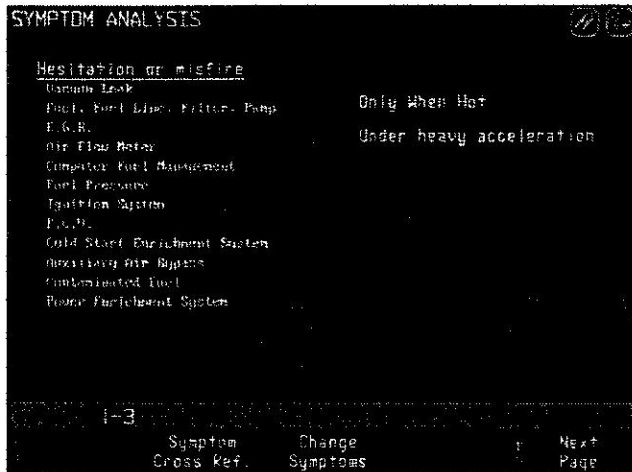 SYMPTOM ANALYSIS
Hesitation or misfire
Vacuum Leak
Fuel, Fuel Line, Filter, Pump
E.G.R.
Air Flow Meter
Computer Fuel Management
Fuel Pressure
Ignition System
Cold Start Enrichment System
Auxiliary Air Bypass
Contaminated Fuel
Power Enrichment System
Only When Hot
Under heavy acceleration
1-3
Symptom Cross Ref.
Change Symptoms
Next Page